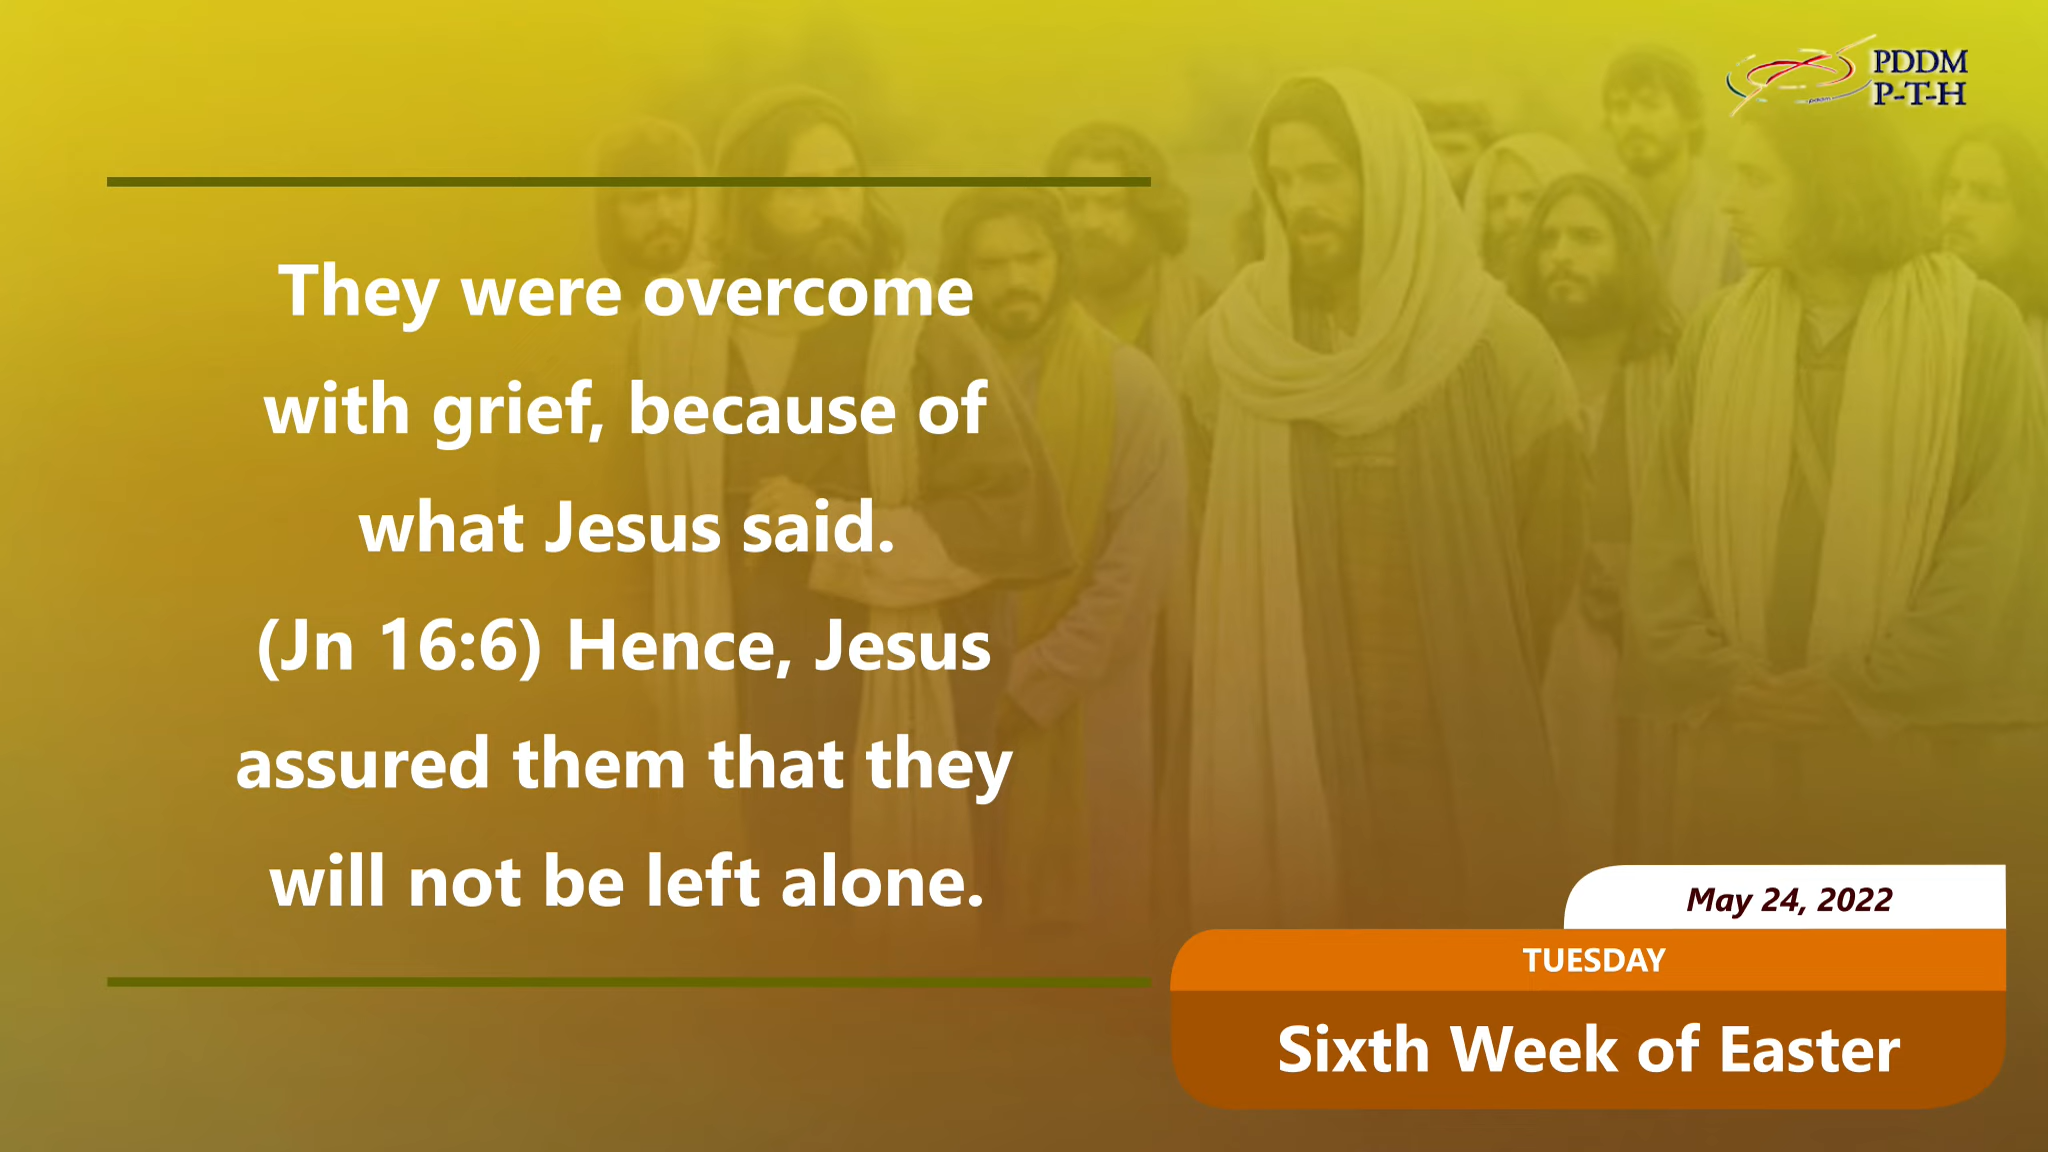 PDDM
P-T-H
They were overcome
with grief, because of
what Jesus said.
(Jn 16:6) Hence, Jesus
assured them that they
will not be left alone.
May 24, 2022
TUESDAY
Sixth Week of Easter